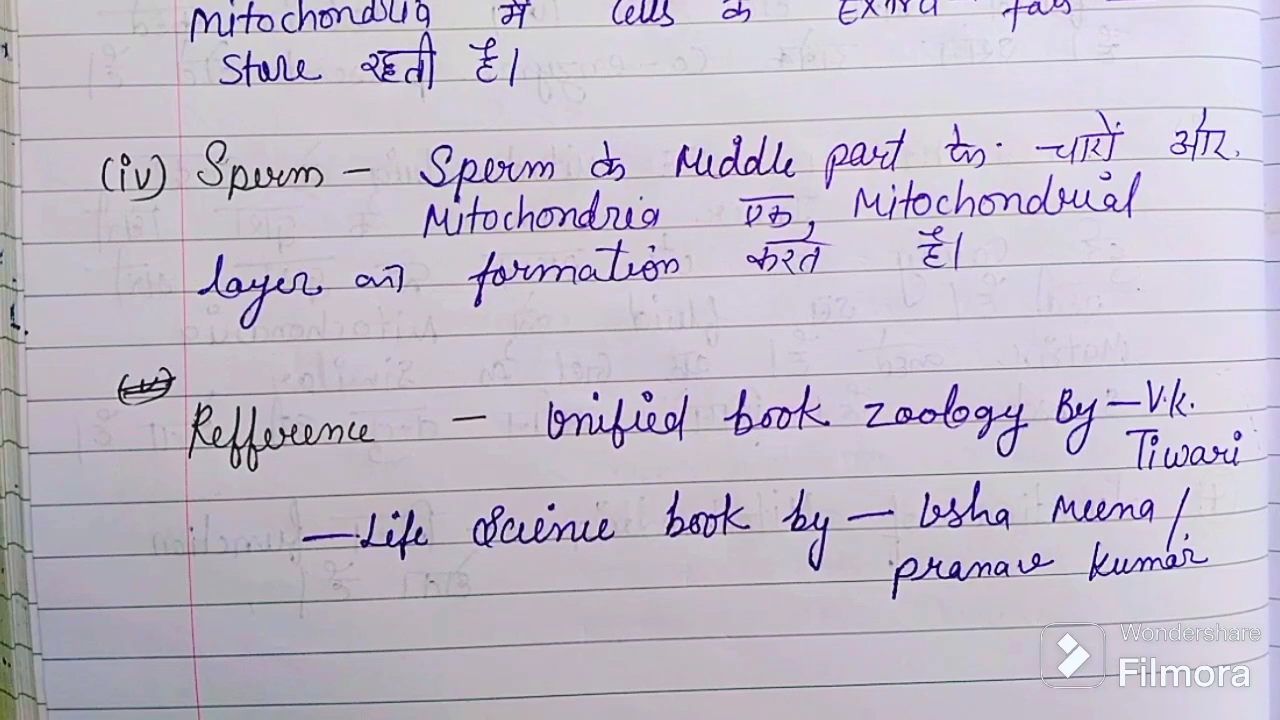 Mitochondria में Cells के Extra fats
Store रहती हैं।
(iv) Sperm – Sperm के Middle part के चारों ओर
Mitochondria एक, Mitochondrial
layer का formation करते हैं।
(v)
Refference – Unified book zoology By – V.k.
Tiwari
– Life Science book by – Usha Meena /
pranav kumar
Wondershare
Filmora